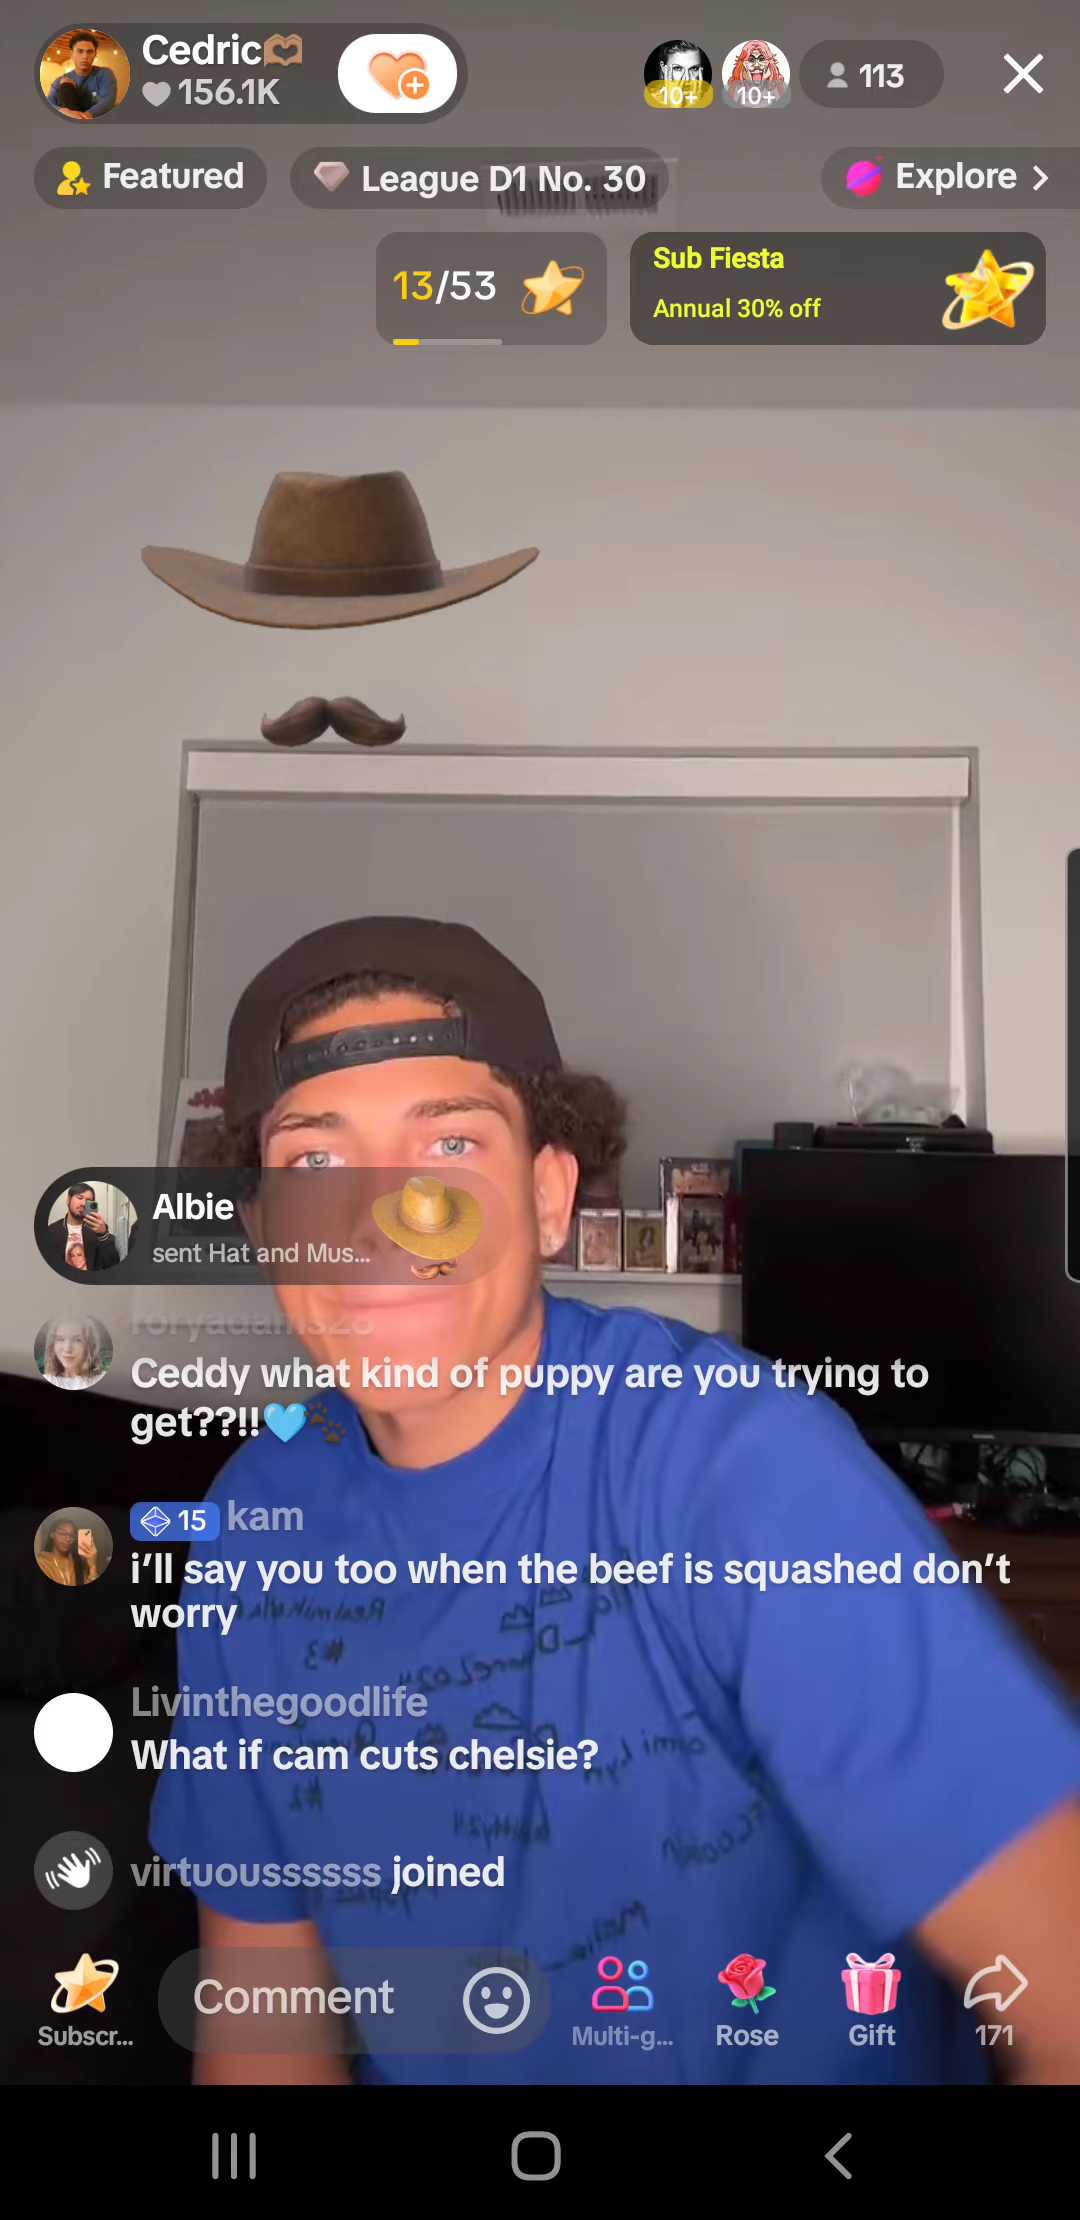 Cedric
156.1K
10+
10+
113
Featured
League D1 No. 30
Explore
13/53
Sub Fiesta
Annual 30% off
Albie
sent Hat and Mus...
roryadams28
Ceddy what kind of puppy are you trying to
get??!!
15 kam
i'll say you too when the beef is squashed don't
worry
Livinthegoodlife
What if cam cuts chelsie?
virtuoussssss joined
Comment
Subscr...
Multi-g...
Rose
Gift
171